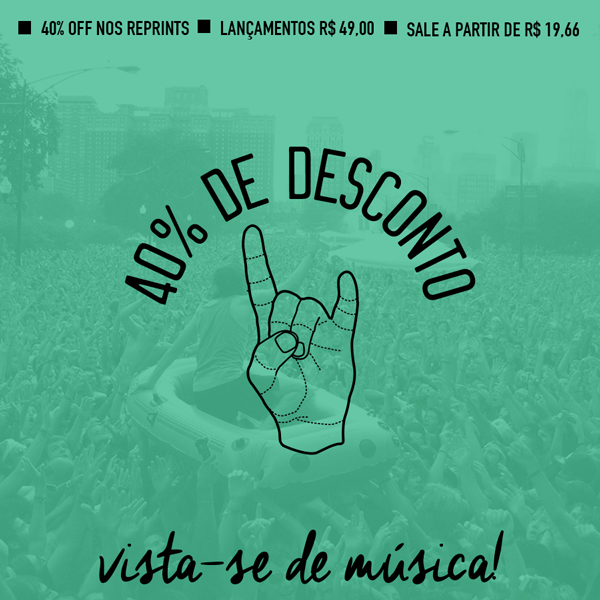 ■ 40% OFF NOS REPRINTS ■ LANÇAMENTOS R$ 49,00 ■ SALE A PARTIR DE R$ 19,66
40% DE DESCONTO
vista-se de música!